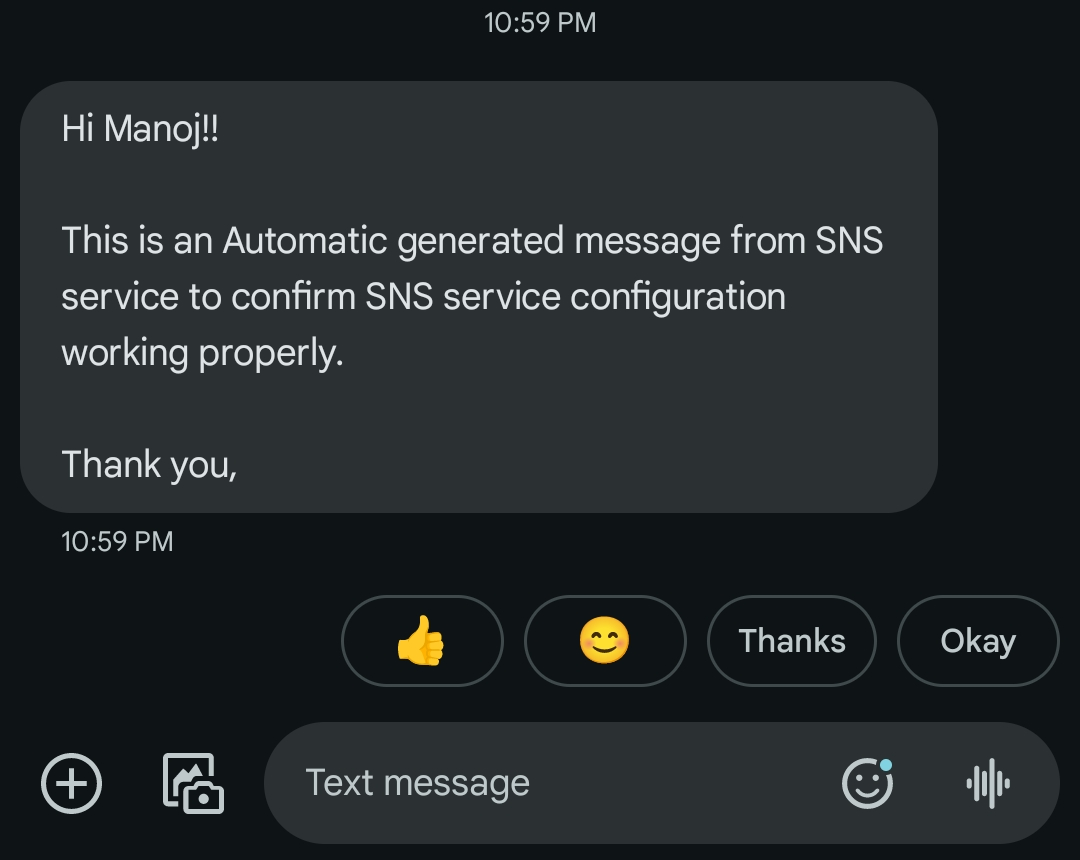 10:59 PM
Hi Manoj!!
This is an Automatic generated message from SNS
service to confirm SNS service configuration
working properly.
Thank you,
10:59 PM
👍 😊 Thanks Okay
Text message